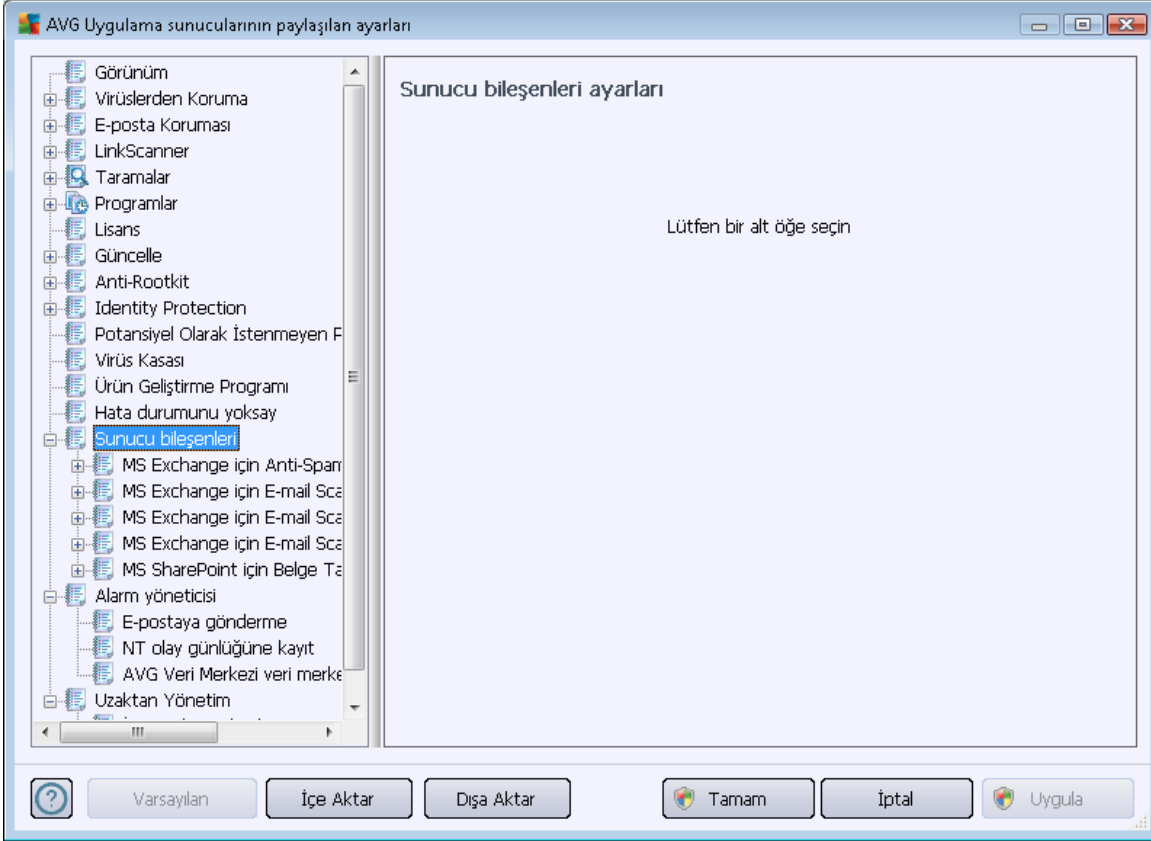 AVG Uygulama sunucularının paylaşılan ayarları
Görünüm
Virüslerden Koruma
E-posta Koruması
LinkScanner
Taramalar
Programlar
Lisans
Güncelle
Anti-Rootkit
Identity Protection
Potansiyel Olarak İstenmeyen
Virüs Kasası
Ürün Geliştirme Programı
Hata durumunu yoksay
Sunucu bileşenleri
MS Exchange için Anti-Spam
MS Exchange için E-mail Sca
MS Exchange için E-mail Sca
MS Exchange için E-mail Sca
MS SharePoint için Belge Ta
Alarm yöneticisi
E-postaya gönderme
NT olay günlüğüne kayıt
AVG Veri Merkezi veri merke
Uzaktan Yönetim
Sunucu bileşenleri ayarları
Lütfen bir alt öğe seçin
Varsayılan
İçe Aktar
Dışa Aktar
Tamam
İptal
Uygula